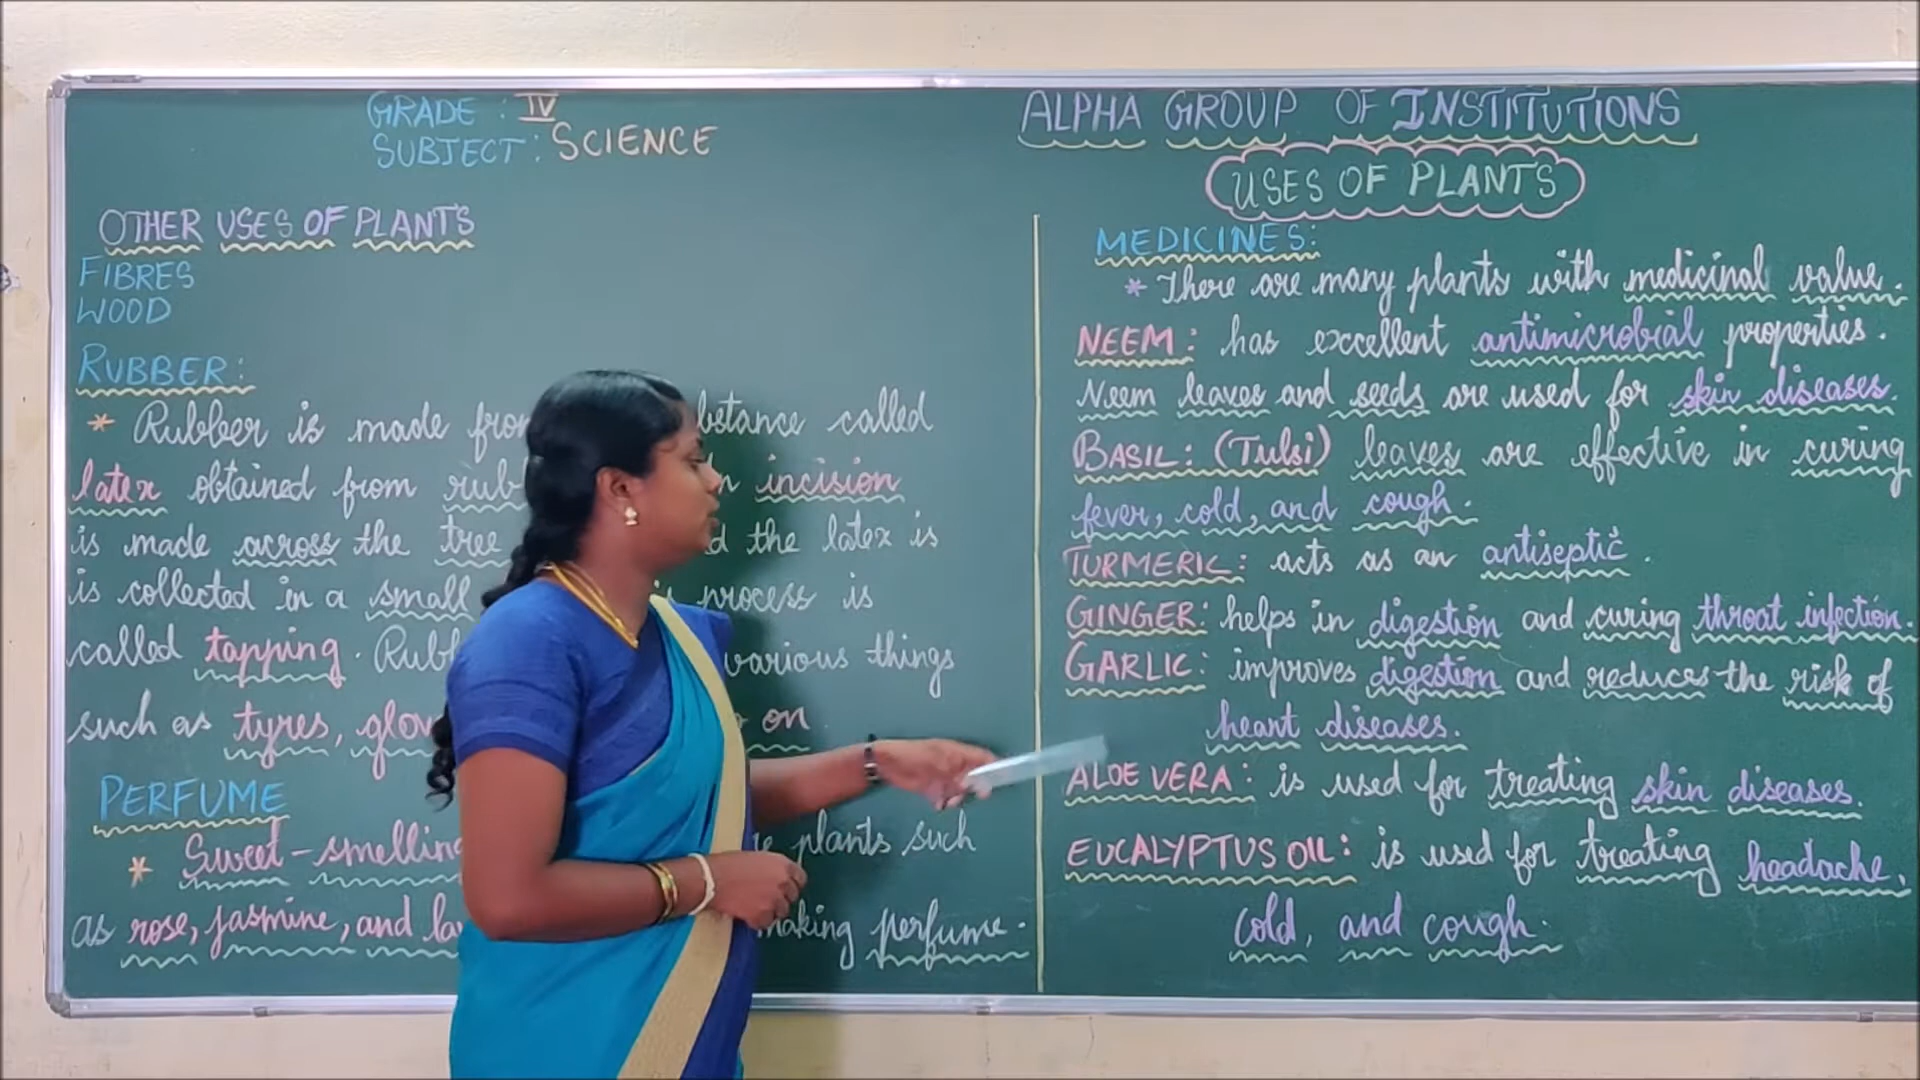 GRADE : IV
SUBJECT : SCIENCE
OTHER USES OF PLANTS
FIBRES
WOOD
RUBBER:
* Rubber is made called
latex obtained from incision
is made across the tree the latex is
is collected in a small process is
called tapping. various things
such as tyres, on
PERFUME
* Sweet-smelling plants such
as rose, jasmine, and making perfume.
ALPHA GROUP OF INSTITUTIONS
USES OF PLANTS
MEDICINES:
* There are many plants with medicinal value.
NEEM: has excellent antimicrobial properties.
Neem leaves and seeds are used for skin diseases.
BASIL: (Tulsi) leaves are effective in curing
fever, cold, and cough.
TURMERIC: acts as an antiseptic.
GINGER: helps in digestion and curing throat infection.
GARLIC: improves digestion and reduces the risk of
heart diseases.
ALOE VERA: is used for treating skin diseases.
EUCALYPTUS OIL: is used for treating headache,
cold, and cough.